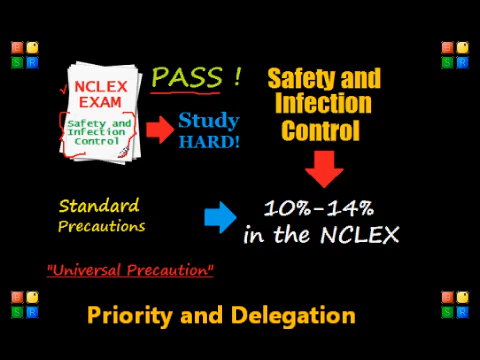 B
S R
B
S R
NCLEX
EXAM
Safety and
Infection
Control
PASS !
Study
HARD!
Safety and
Infection
Control
Standard
Precautions
10%-14%
in the NCLEX
"Universal Precaution"
B
S R
B
S R
Priority and Delegation